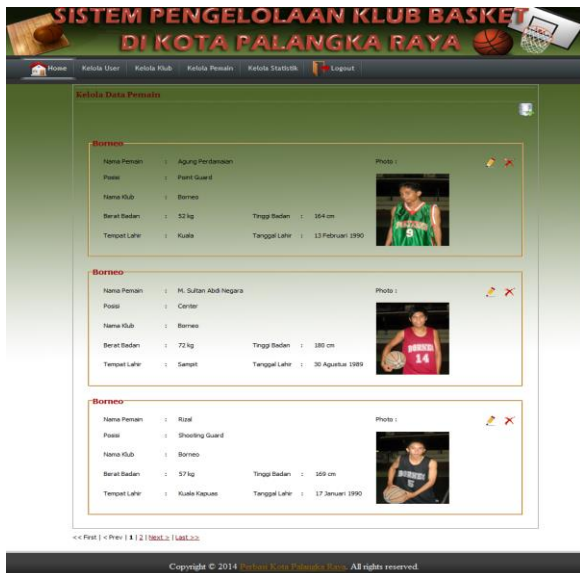 SISTEM PENGELOLAAN KLUB BASKET
DI KOTA PALANGKA RAYA
Home Kelola User Kelola Klub Kelola Pemain Kelola Statistik Logout
Kelola Data Pemain
Borneo
Nama Pemain : Agung Perdamaian Photo :
Posisi : Point Guard
Nama Klub : Borneo
Berat Badan : 52 kg Tinggi Badan : 164 cm
Tempat Lahir : Kuala Tanggal Lahir : 13 Februari 1990
9
Borneo
Nama Pemain : M. Sultan Abdi Negara Photo :
Posisi : Center
Nama Klub : Borneo
Berat Badan : 72 kg Tinggi Badan : 180 cm
Tempat Lahir : Sampit Tanggal Lahir : 30 Agustus 1989
BORNEO
14
Borneo
Nama Pemain : Rizal Photo :
Posisi : Shooting Guard
Nama Klub : Borneo
Berat Badan : 57 kg Tinggi Badan : 169 cm
Tempat Lahir : Kuala Kapuas Tanggal Lahir : 17 Januari 1990
BORNEO
5
<< First | < Prev | 1 | 2 | Next > | Last >>
Copyright © 2014 Perbasi Kota Palangka Raya. All rights reserved.